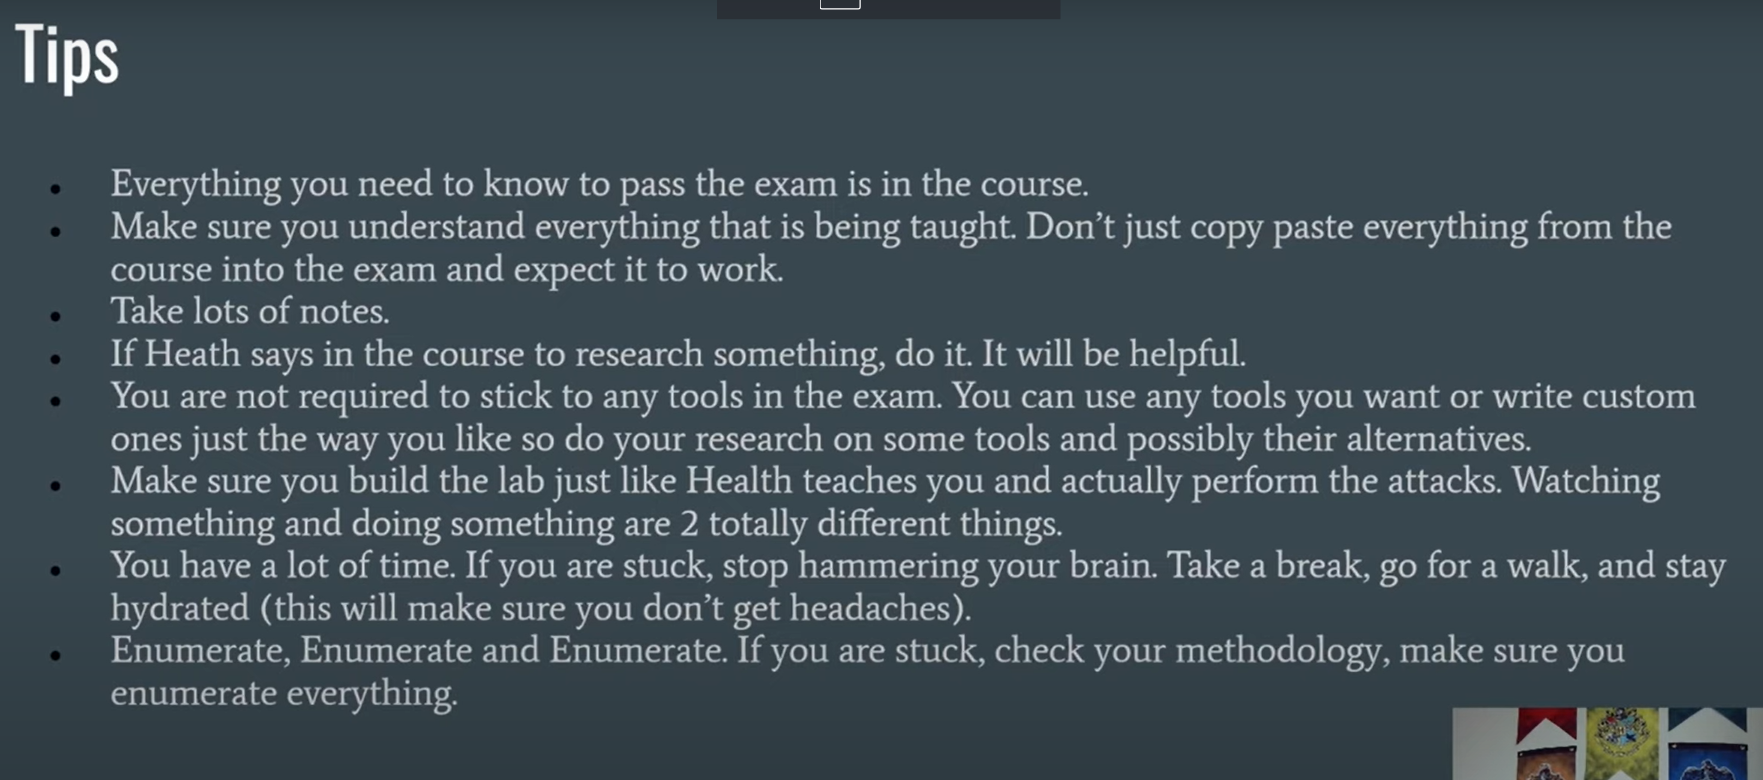 Tips
Everything you need to know to pass the exam is in the course.
Make sure you understand everything that is being taught. Don’t just copy paste everything from the
course into the exam and expect it to work.
Take lots of notes.
If Heath says in the course to research something, do it. It will be helpful.
You are not required to stick to any tools in the exam. You can use any tools you want or write custom
ones just the way you like so do your research on some tools and possibly their alternatives.
Make sure you build the lab just like Health teaches you and actually perform the attacks. Watching
something and doing something are 2 totally different things.
You have a lot of time. If you are stuck, stop hammering your brain. Take a break, go for a walk, and stay
hydrated (this will make sure you don’t get headaches).
Enumerate, Enumerate and Enumerate. If you are stuck, check your methodology, make sure you
enumerate everything.